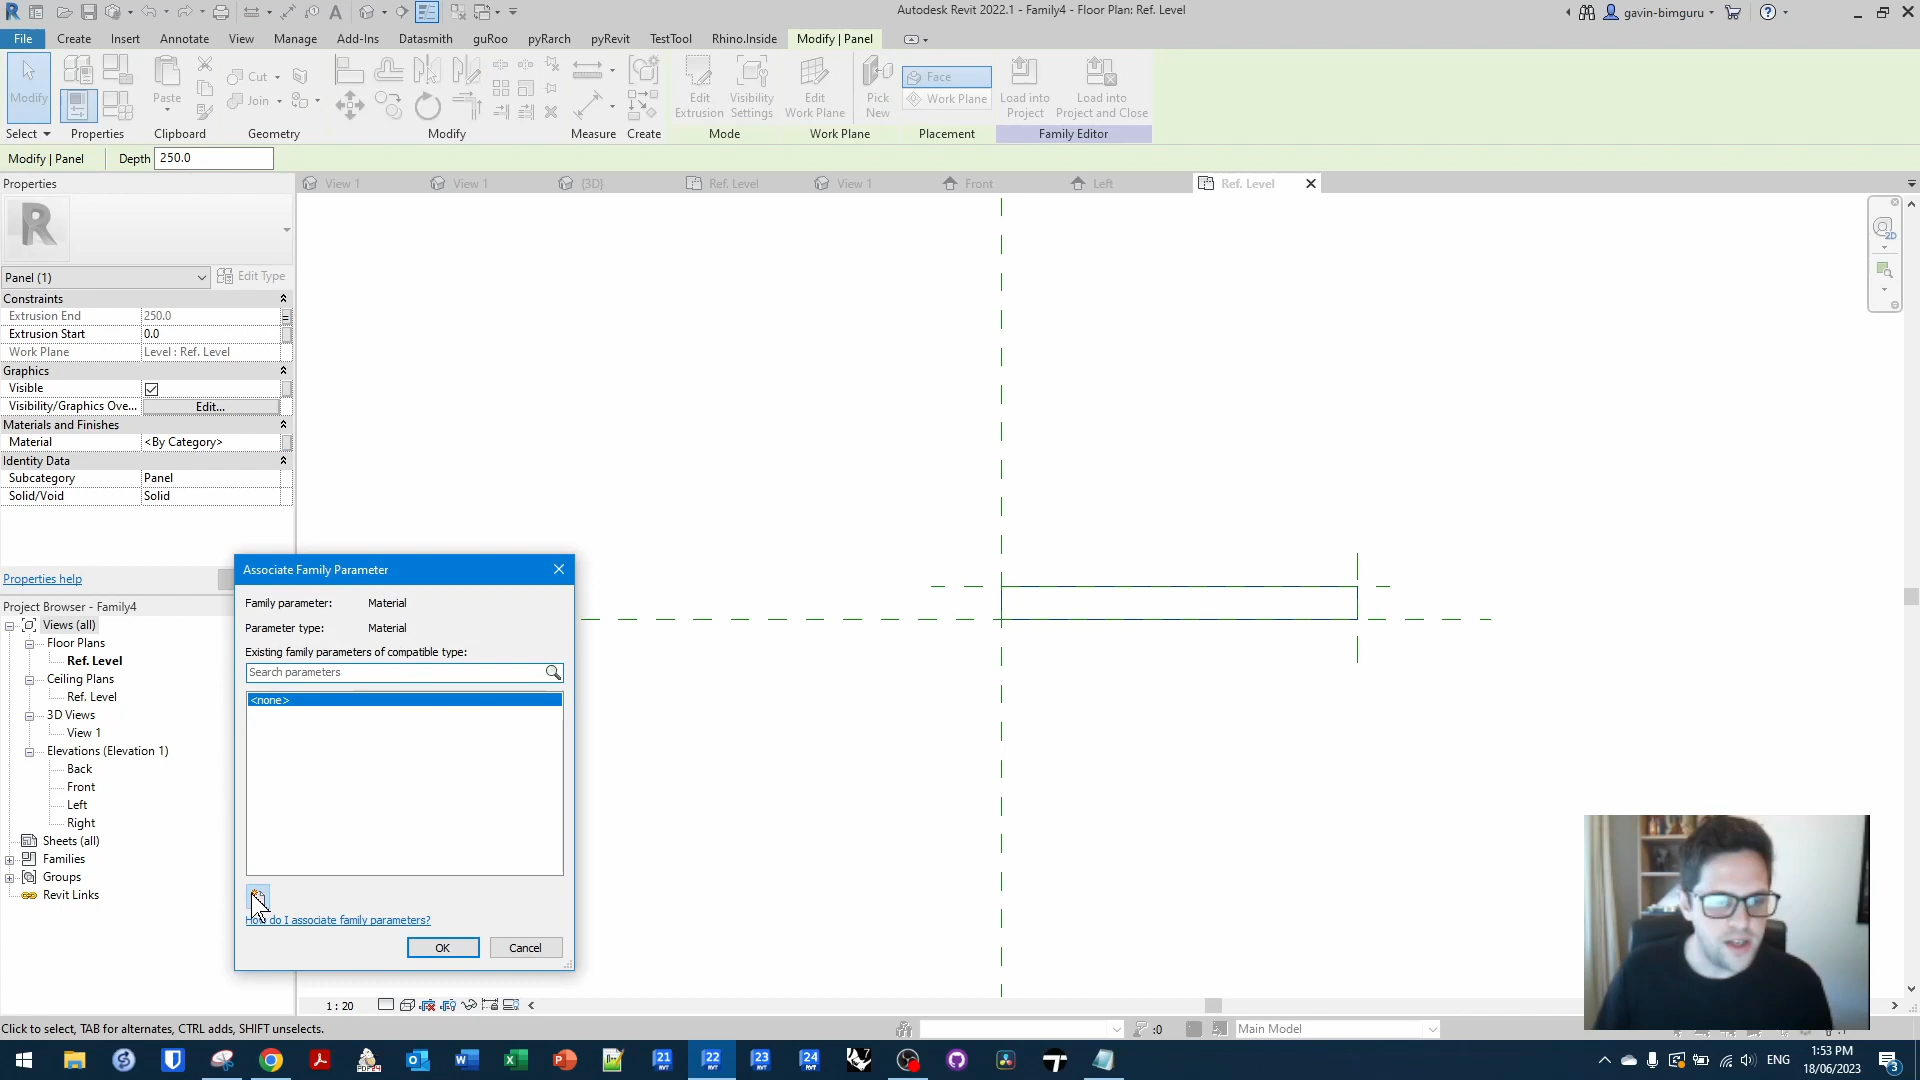 Autodesk Revit 2022.1 - Family4 - Floor Plan: Ref. Level
gavin-bimguru
File Create Insert Annotate View Manage Add-Ins Datasmith guRoo pyRarch pyRevit TestTool Rhino.Inside Modify | Panel
Modify
Paste
Cut
Join
Edit Extrusion
Visibility Settings
Edit Work Plane
Pick New
Face
Work Plane
Load into Project
Load into Project and Close
Select Properties Clipboard Geometry Modify Measure Create Mode Work Plane Placement Family Editor
Modify | Panel Depth 250.0
Properties
View 1 View 1 {3D} Ref. Level View 1 Front Left Ref. Level
Panel (1) Edit Type
Constraints
Extrusion End 250.0
Extrusion Start 0.0
Work Plane Level : Ref. Level
Graphics
Visible
Visibility/Graphics Ove... Edit...
Materials and Finishes
Material <By Category>
Identity Data
Subcategory Panel
Solid/Void Solid
Properties help
Project Browser - Family4
Views (all)
Floor Plans
Ref. Level
Ceiling Plans
Ref. Level
3D Views
View 1
Elevations (Elevation 1)
Back
Front
Left
Right
Sheets (all)
Families
Groups
Revit Links
Associate Family Parameter
Family parameter: Material
Parameter type: Material
Existing family parameters of compatible type:
Search parameters
<none>
How do I associate family parameters?
OK Cancel
1 : 20
Click to select, TAB for alternates, CTRL adds, SHIFT unselects.
:0
Main Model
21 22 23 24
ENG
1:53 PM
18/06/2023
3